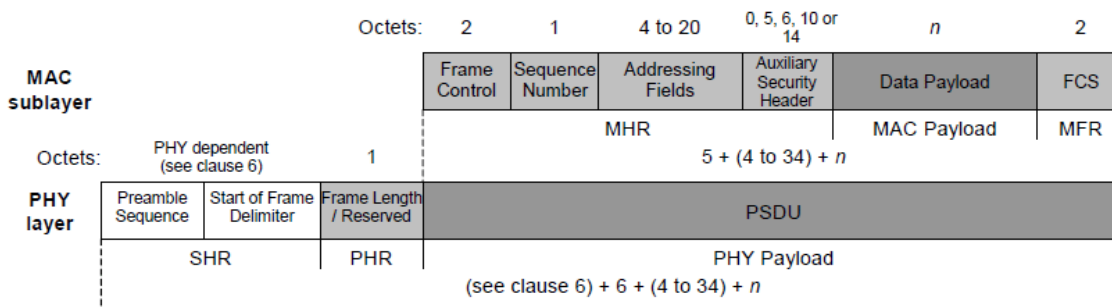 Octets: 2 1 4 to 20 0, 5, 6, 10 or 14 n 2
MAC sublayer
Frame Control
Sequence Number
Addressing Fields
Auxiliary Security Header
Data Payload
FCS
MHR MAC Payload MFR
Octets: PHY dependent (see clause 6) 1 5 + (4 to 34) + n
PHY layer
Preamble Sequence
Start of Frame Delimiter
Frame Length / Reserved
PSDU
SHR PHR PHY Payload
(see clause 6) + 6 + (4 to 34) + n